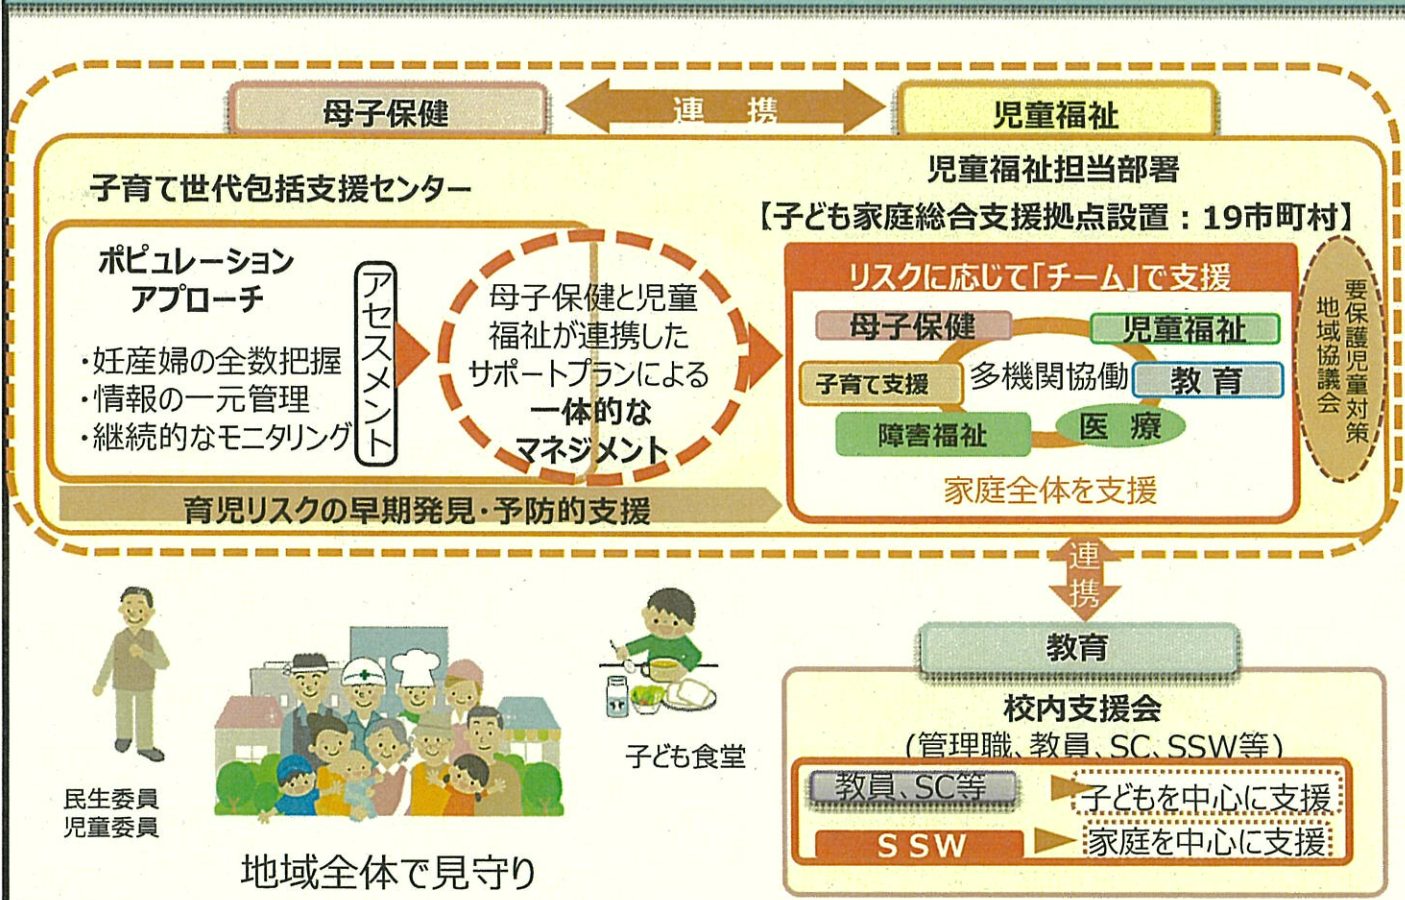 母子保健
連 携
児童福祉
子育て世代包括支援センター
児童福祉担当部署
【子ども家庭総合支援拠点設置：19市町村】
ポピュレーション
アプローチ
・妊産婦の全数把握
・情報の一元管理
・継続的なモニタリング
アセスメント
母子保健と児童
福祉が連携した
サポートプランによる
一体的な
マネジメント
リスクに応じて「チーム」で支援
母子保健
児童福祉
子育て支援
多機関協働
教 育
障害福祉
医 療
家庭全体を支援
要保護児童対策
地域協議会
育児リスクの早期発見・予防的支援
連携
教育
校内支援会
(管理職、教員、SC、SSW等)
教員、SC等
子どもを中心に支援
SSW
家庭を中心に支援
民生委員
児童委員
子ども食堂
地域全体で見守り